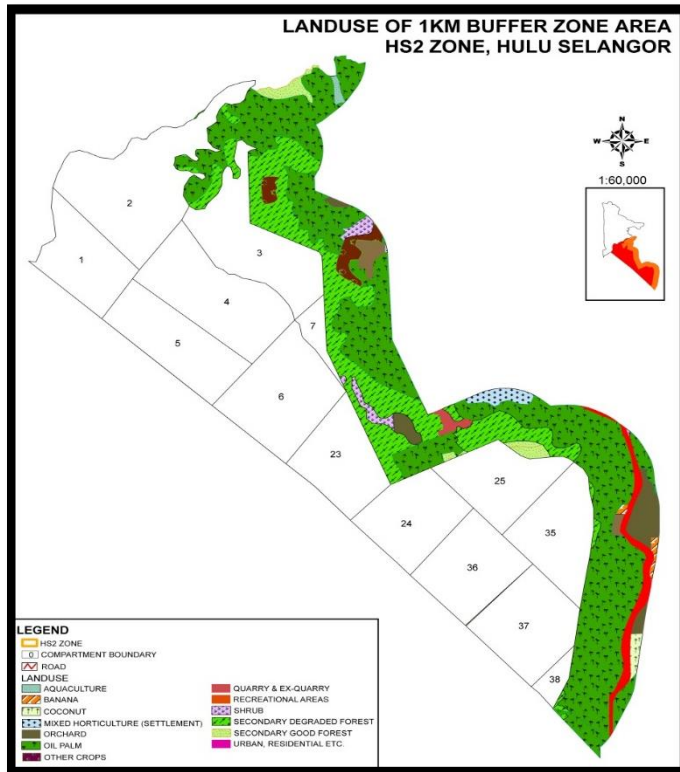 LANDUSE OF 1KM BUFFER ZONE AREA
HS2 ZONE, HULU SELANGOR
N
W E
S
1:60,000
2
1
3
4
5
7
6
23
25
24
35
36
37
38
LEGEND
HS2 ZONE
0 COMPARTMENT BOUNDARY
ROAD
LANDUSE
AQUACULTURE
BANANA
COCONUT
MIXED HORTICULTURE (SETTLEMENT)
ORCHARD
OIL PALM
OTHER CROPS
QUARRY & EX-QUARRY
RECREATIONAL AREAS
SHRUB
SECONDARY DEGRADED FOREST
SECONDARY GOOD FOREST
URBAN, RESIDENTIAL ETC.